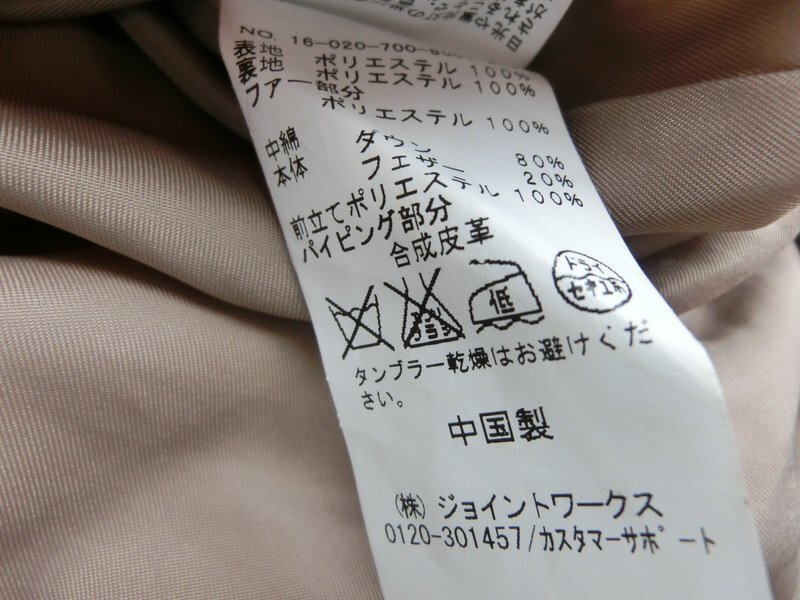 NO. 16-020-700-
表地 ポリエステル 100%
裏地 ポリエステル 100%
ファー部分
ポリエステル 100%
中綿 ダウン 80%
本体 フェザー 20%
前立てポリエステル 100%
パイピング部分
合成皮革
エンソ
サラシ
低
ドライ
セキユ系
タンブラー乾燥はお避けくだ
さい。
中国製
(株)ジョイントワークス
0120-301457/カスタマーサポート